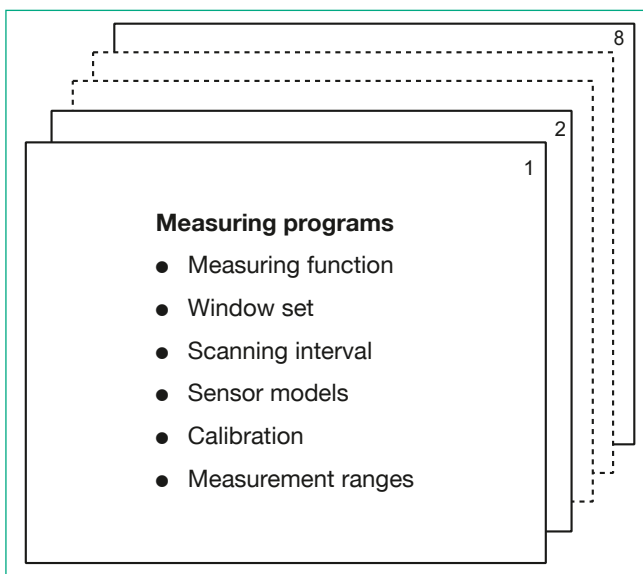 8
2
1
Measuring programs
● Measuring function
● Window set
● Scanning interval
● Sensor models
● Calibration
● Measurement ranges